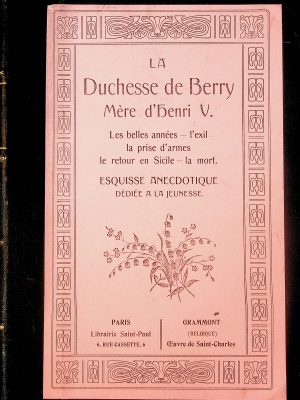 LA
Duchesse de Berry
Mère d'Henri V.
Les belles années — l'exil
la prise d'armes
le retour en Sicile — la mort.
ESQUISSE ANECDOTIQUE
DÉDIÉE A LA JEUNESSE.
PARIS
Librairie Saint-Paul
6, RUE CASSETTE, 6
GRAMMONT
(BELGIQUE)
Œuvre de Saint-Charles